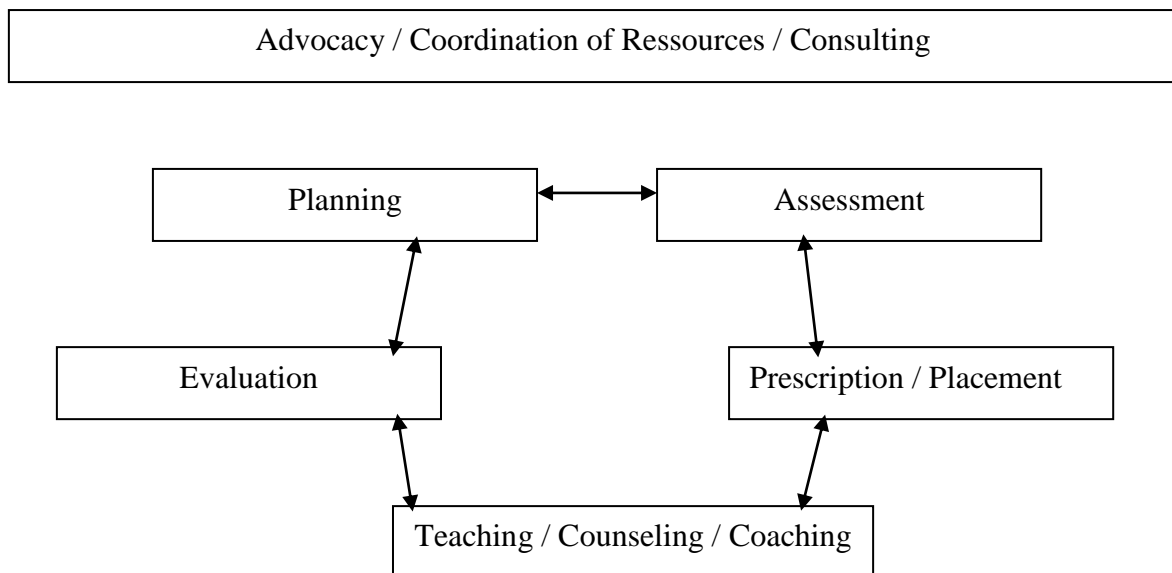 Advocacy / Coordination of Ressources / Consulting
Planning
Assessment
Evaluation
Prescription / Placement
Teaching / Counseling / Coaching